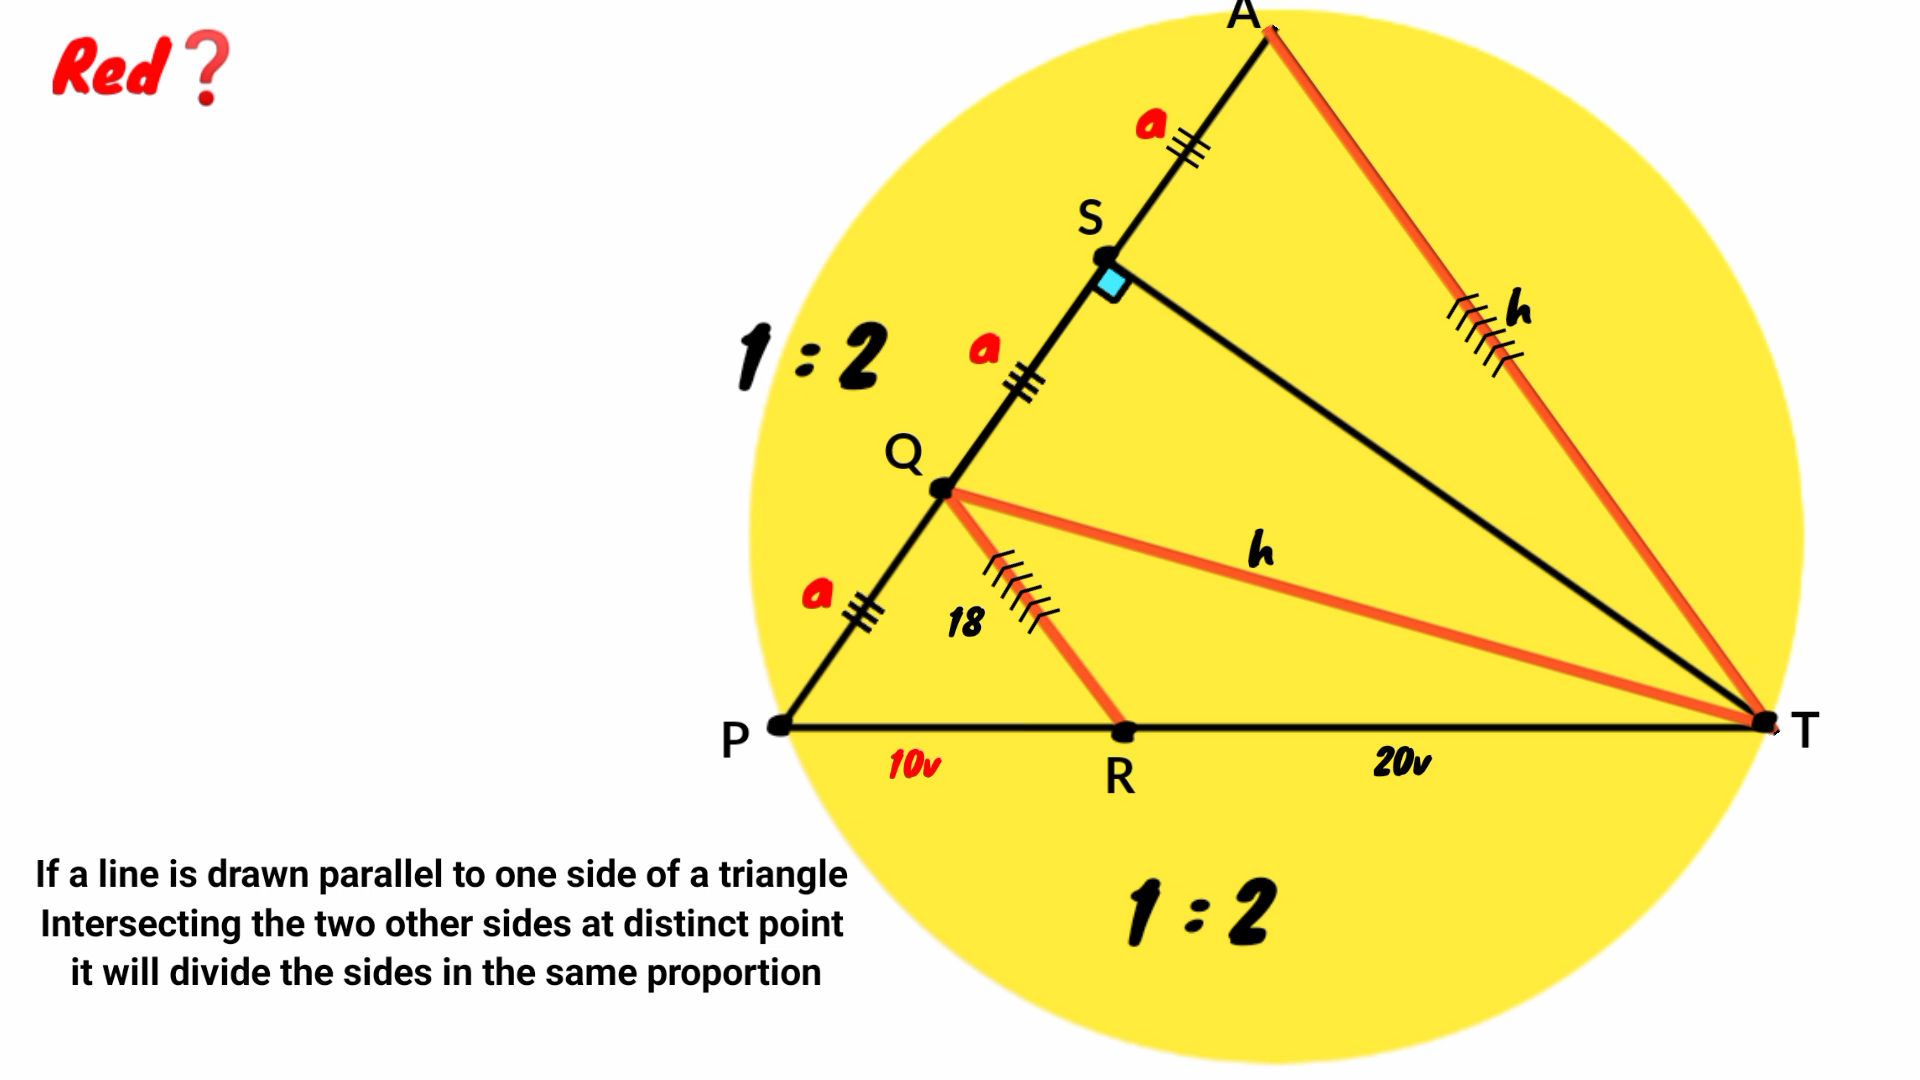 Red❓
A
a
S
h
1 : 2
a
Q
h
a
18
P
T
10v
R
20v
1 : 2
If a line is drawn parallel to one side of a triangle
Intersecting the two other sides at distinct point
it will divide the sides in the same proportion